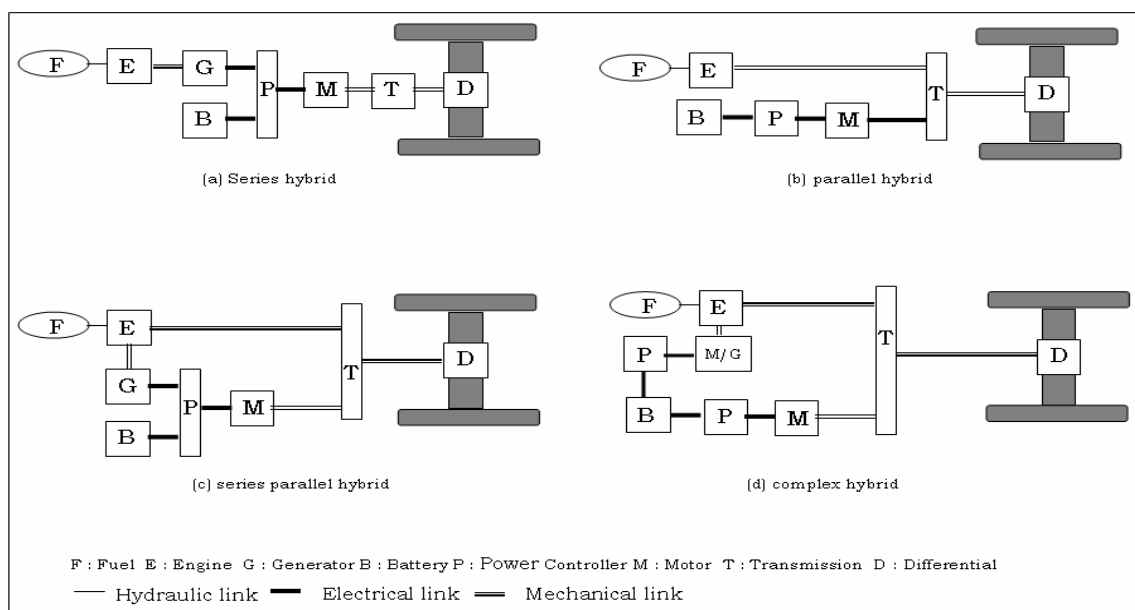 F E G P M T D
B
(a) Series hybrid
F E T D
B P M
(b) parallel hybrid
F E T D
G P M
B
(c) series parallel hybrid
F E T D
P M/G
B P M
(d) complex hybrid
F : Fuel E : Engine G : Generator B : Battery P : Power Controller M : Motor T : Transmission D : Differential
Hydraulic link Electrical link Mechanical link